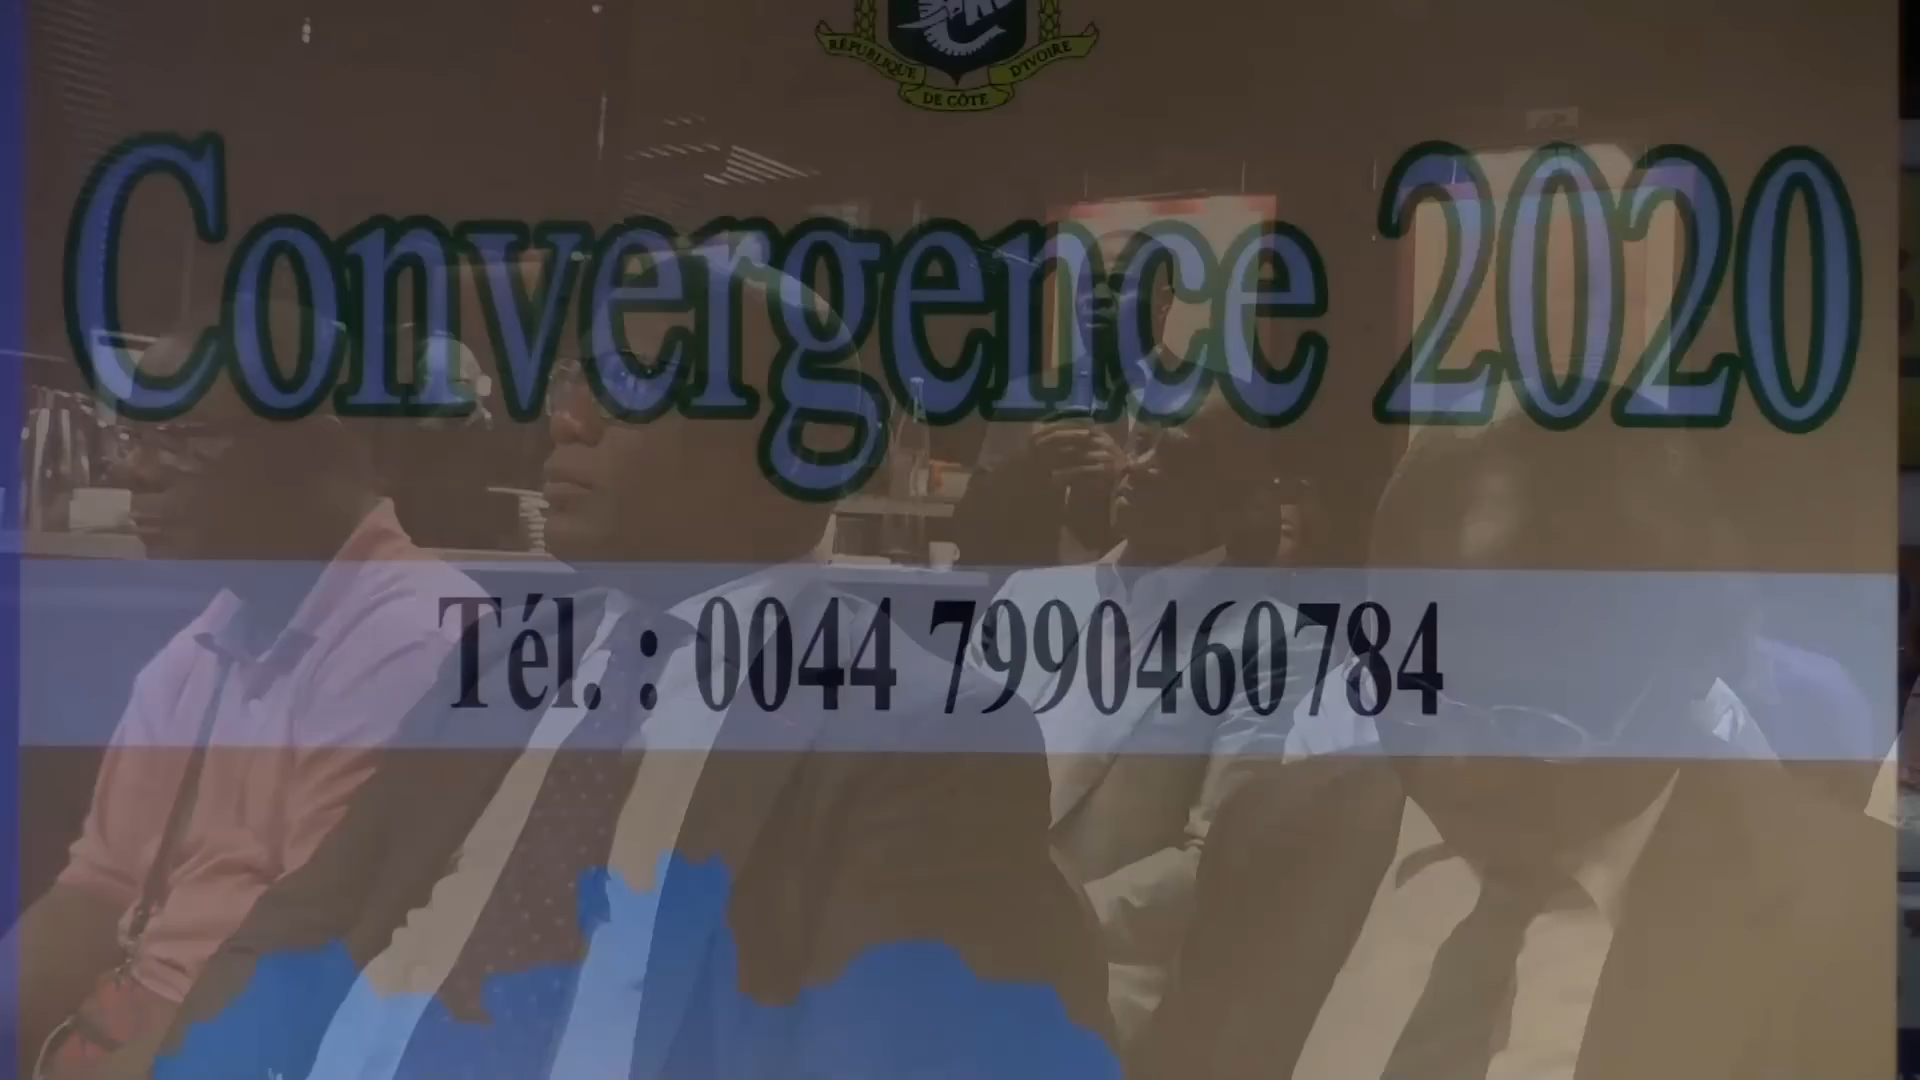 RÉPUBLIQUE DE CÔTE D'IVOIRE
Convergence 2020
Tél. : 0044 7990460784